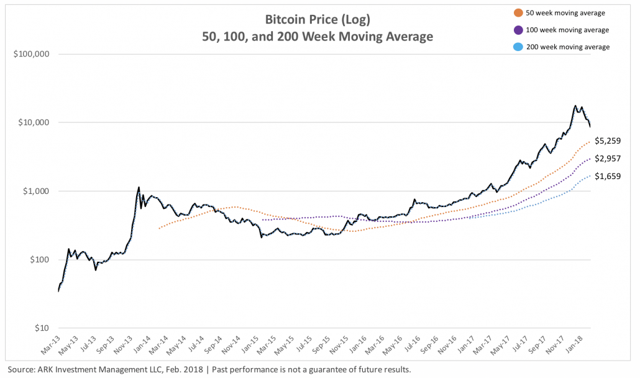 Bitcoin Price (Log)
50, 100, and 200 Week Moving Average
50 week moving average
100 week moving average
200 week moving average
$100,000
$10,000
$1,000
$100
$10
$5,259
$2,957
$1,659
Mar-13
May-13
Jul-13
Sep-13
Nov-13
Jan-14
Mar-14
May-14
Jul-14
Sep-14
Nov-14
Jan-15
Mar-15
May-15
Jul-15
Sep-15
Nov-15
Jan-16
Mar-16
May-16
Jul-16
Sep-16
Nov-16
Jan-17
Mar-17
May-17
Jul-17
Sep-17
Nov-17
Jan-18
Source: ARK Investment Management LLC, Feb. 2018 | Past performance is not a guarantee of future results.